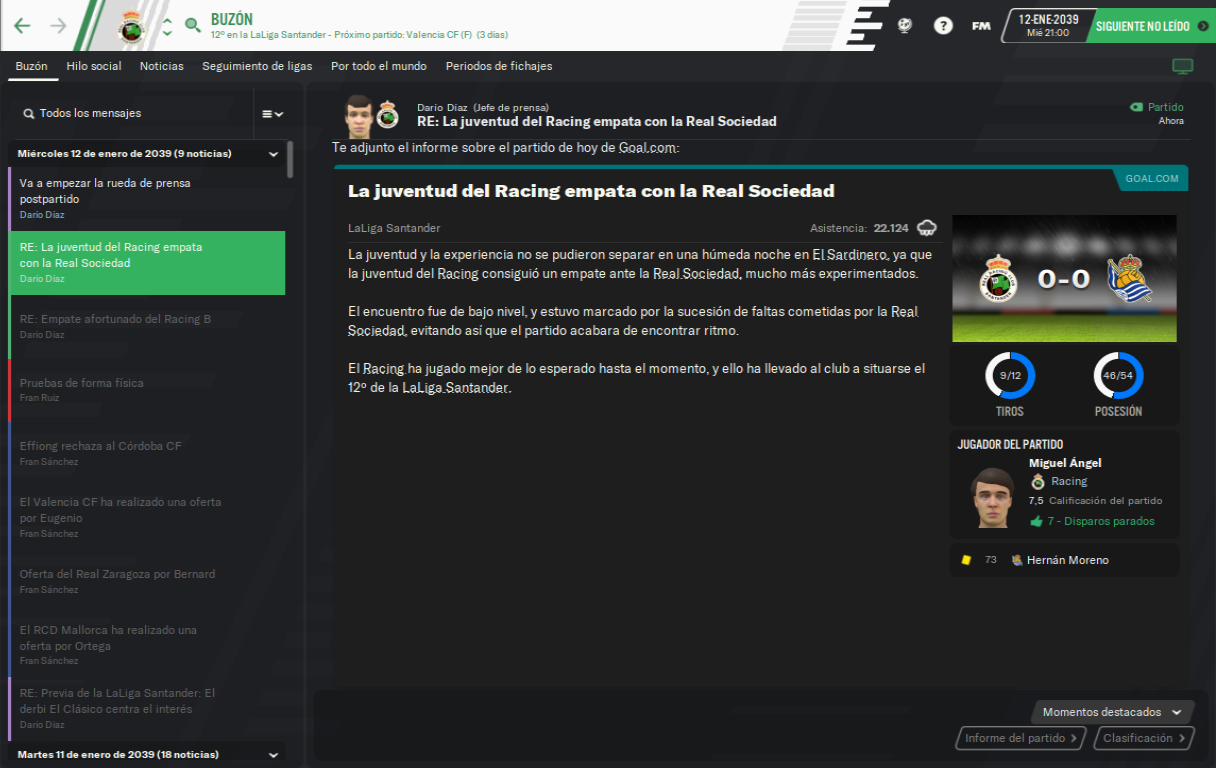 BUZÓN
12º en la LaLiga Santander - Próximo partido: Valencia CF (F) (3 días)
?
FM
12-ENE-2039
Mié 21:00
SIGUIENTE NO LEÍDO
Buzón
Hilo social
Noticias
Seguimiento de ligas
Por todo el mundo
Periodos de fichajes
Todos los mensajes
Miércoles 12 de enero de 2039 (9 noticias)
Va a empezar la rueda de prensa
postpartido
Darío Díaz
RE: La juventud del Racing empata
con la Real Sociedad
Darío Díaz
RE: Empate afortunado del Racing B
Darío Díaz
Pruebas de forma física
Fran Ruiz
Effiong rechaza al Córdoba CF
Fran Sánchez
El Valencia CF ha realizado una oferta
por Eugenio
Fran Sánchez
Oferta del Real Zaragoza por Bernard
Fran Sánchez
El RCD Mallorca ha realizado una
oferta por Ortega
Fran Sánchez
RE: Previa de la LaLiga Santander: El
derbi El Clásico centra el interés
Darío Díaz
Martes 11 de enero de 2039 (18 noticias)
Darío Díaz (Jefe de prensa)
RE: La juventud del Racing empata con la Real Sociedad
Partido
Ahora
Te adjunto el informe sobre el partido de hoy de Goal.com:
GOAL.COM
La juventud del Racing empata con la Real Sociedad
LaLiga Santander
Asistencia: 22.124
La juventud y la experiencia no se pudieron separar en una húmeda noche en El Sardinero, ya que
la juventud del Racing consiguió un empate ante la Real Sociedad, mucho más experimentados.
El encuentro fue de bajo nivel, y estuvo marcado por la sucesión de faltas cometidas por la Real
Sociedad, evitando así que el partido acabara de encontrar ritmo.
El Racing ha jugado mejor de lo esperado hasta el momento, y ello ha llevado al club a situarse el
12º de la LaLiga Santander.
0-0
9/12
46/54
TIROS
POSESIÓN
JUGADOR DEL PARTIDO
Miguel Ángel
Racing
7,5 Calificación del partido
7 - Disparos parados
73 Hernán Moreno
Momentos destacados
Informe del partido
Clasificación